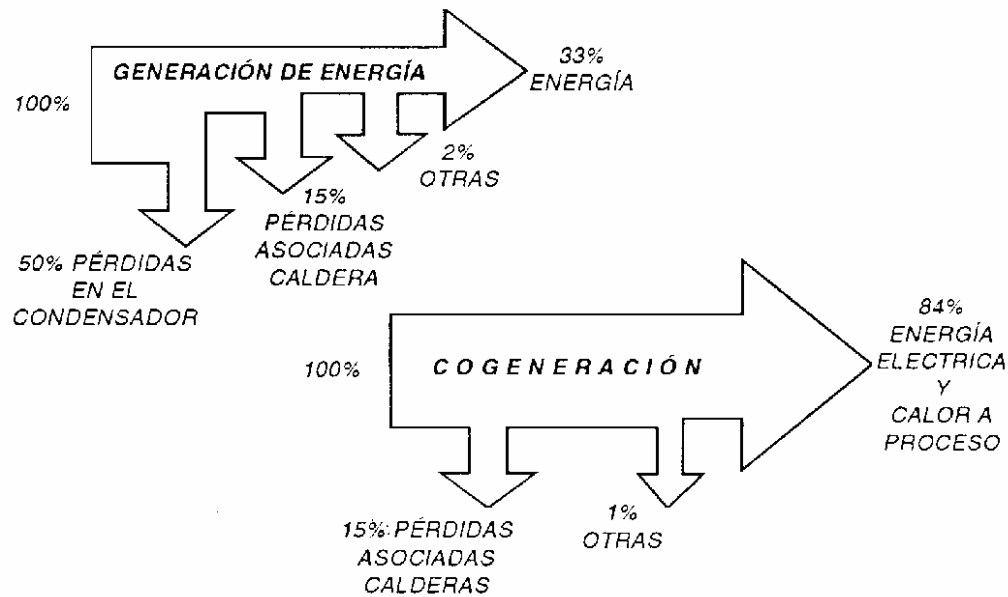 GENERACIÓN DE ENERGÍA
100%
33%
ENERGÍA
2%
OTRAS
15%
PÉRDIDAS
ASOCIADAS
CALDERA
50% PÉRDIDAS
EN EL
CONDENSADOR
100%
COGENERACIÓN
84%
ENERGÍA
ELECTRICA
Y
CALOR A
PROCESO
15%: PÉRDIDAS
ASOCIADAS
CALDERAS
1%
OTRAS